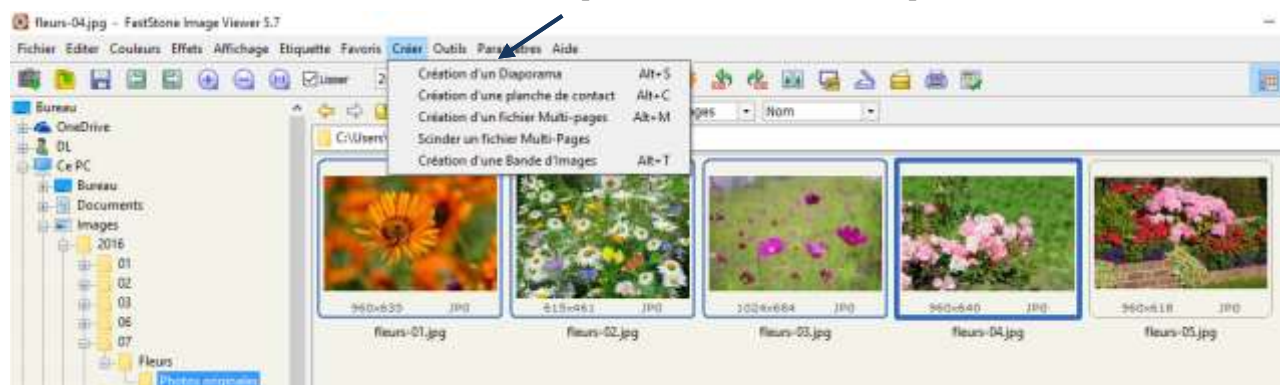 fleurs-04.jpg - FastStone Image Viewer 5.7
Fichier Editer Couleurs Effets Affichage Etiquette Favoris Créer Outils Paramètres Aide
Lisser 2
Création d'un Diaporama Alt+S
Création d'une planche de contact Alt+C
Création d'un fichier Multi-pages Alt+M
Scinder un fichier Multi-Pages
Création d'une Bande d'Images Alt+T
Nom
C:\Users\
Bureau
OneDrive
DL
Ce PC
Bureau
Documents
Images
2016
01
02
03
06
07
Fleurs
Photos originales
960x635 JPG
615x461 JPG
1024x684 JPG
960x640 JPG
960x618 JPG
fleurs-01.jpg
fleurs-02.jpg
fleurs-03.jpg
fleurs-04.jpg
fleurs-05.jpg